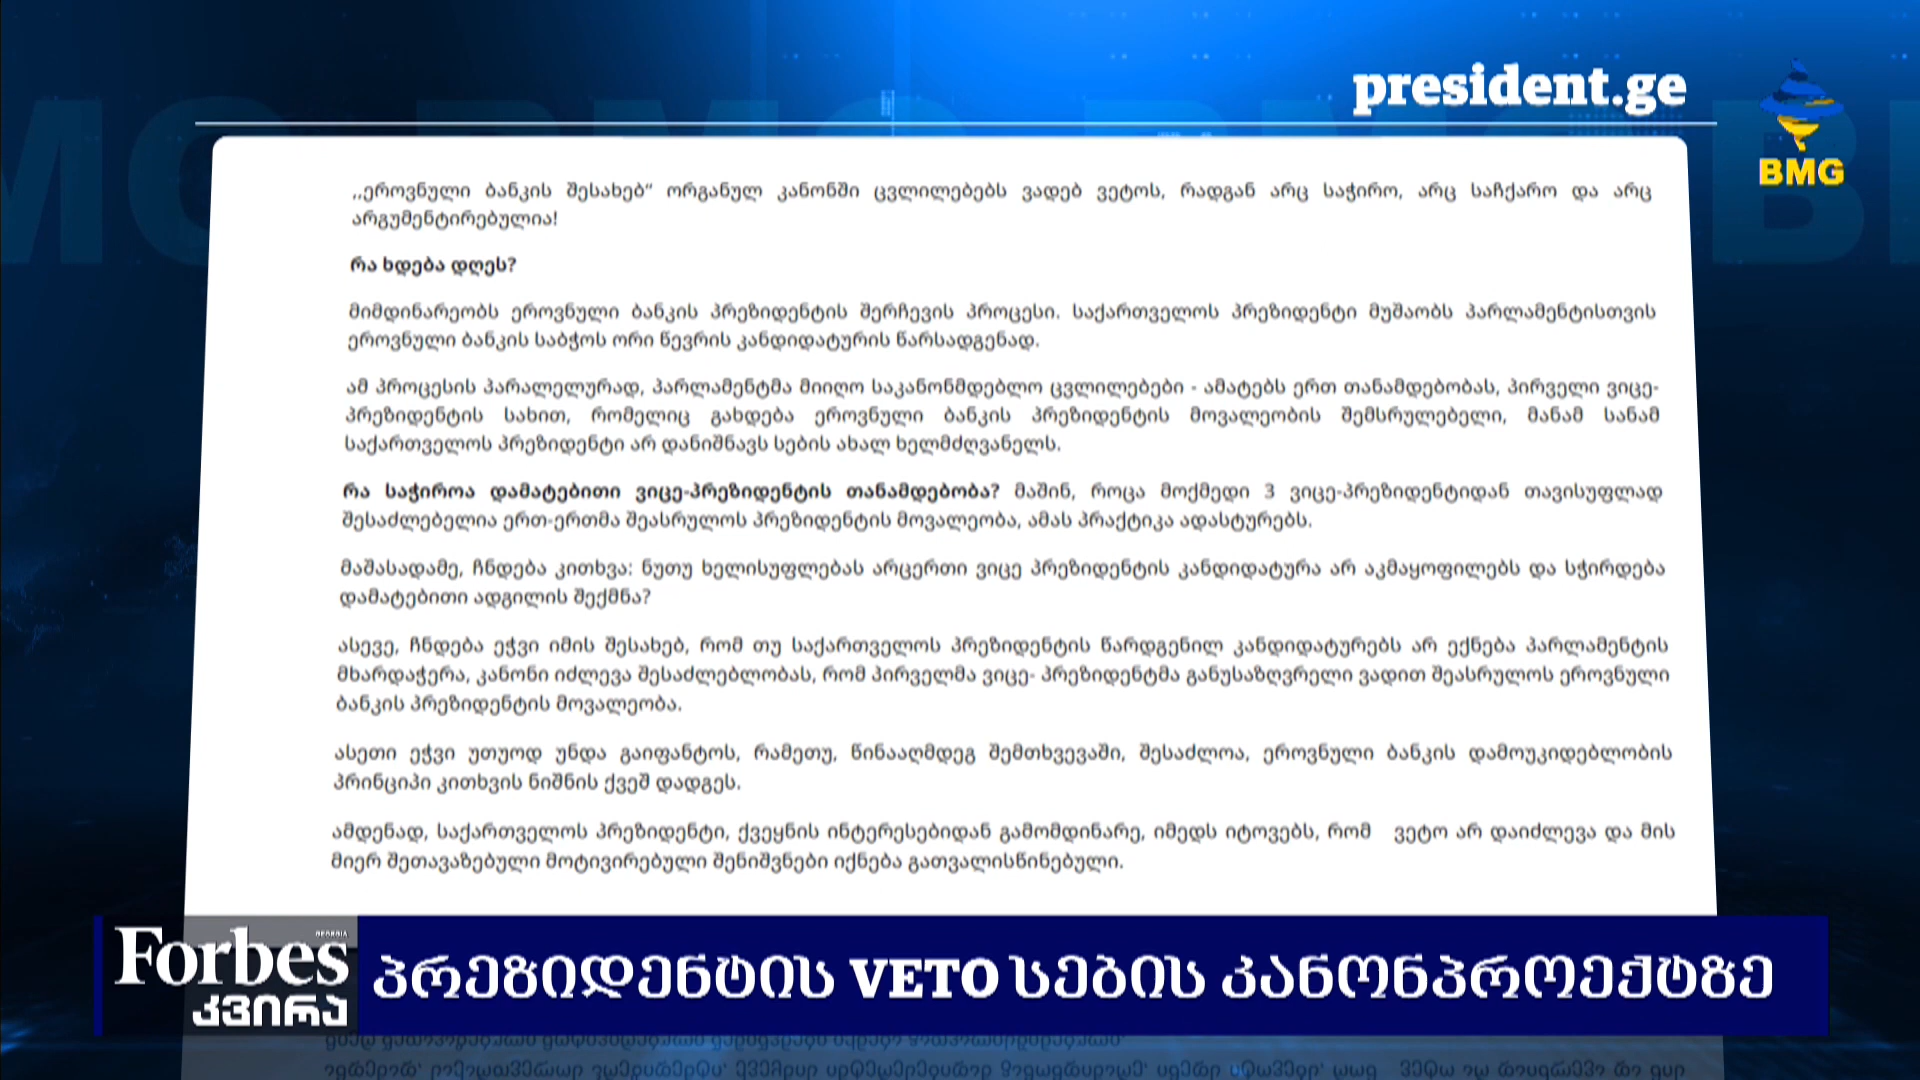 president.ge
BMG
,,ეროვნული ბანკის შესახებ“ ორგანულ კანონში ცვლილებებს ვადებ ვეტოს, რადგან არც საჭირო, არც საჩქარო და არც
არგუმენტირებულია!
რა ხდება დღეს?
მიმდინარეობს ეროვნული ბანკის პრეზიდენტის შერჩევის პროცესი. საქართველოს პრეზიდენტი მუშაობს პარლამენტისთვის
ეროვნული ბანკის საბჭოს ორი წევრის კანდიდატურის წარსადგენად.
ამ პროცესის პარალელურად, პარლამენტმა მიიღო საკანონმდებლო ცვლილებები - ამატებს ერთ თანამდებობას, პირველი ვიცე-
პრეზიდენტის სახით, რომელიც გახდება ეროვნული ბანკის პრეზიდენტის მოვალეობის შემსრულებელი, მანამ სანამ
საქართველოს პრეზიდენტი არ დანიშნავს სების ახალ ხელმძღვანელს.
რა საჭიროა დამატებითი ვიცე-პრეზიდენტის თანამდებობა? მაშინ, როცა მოქმედი 3 ვიცე-პრეზიდენტიდან თავისუფლად
შესაძლებელია ერთ-ერთმა შეასრულოს პრეზიდენტის მოვალეობა, ამას პრაქტიკა ადასტურებს.
მაშასადამე, ჩნდება კითხვა: ნუთუ ხელისუფლებას არცერთი ვიცე პრეზიდენტის კანდიდატურა არ აკმაყოფილებს და სჭირდება
დამატებითი ადგილის შექმნა?
ასევე, ჩნდება ეჭვი იმის შესახებ, რომ თუ საქართველოს პრეზიდენტის წარდგენილ კანდიდატურებს არ ექნება პარლამენტის
მხარდაჭერა, კანონი იძლევა შესაძლებლობას, რომ პირველმა ვიცე- პრეზიდენტმა განუსაზღვრელი ვადით შეასრულოს ეროვნული
ბანკის პრეზიდენტის მოვალეობა.
ასეთი ეჭვი უთუოდ უნდა გაიფანტოს, რამეთუ, წინააღმდეგ შემთხვევაში, შესაძლოა, ეროვნული ბანკის დამოუკიდებლობის
პრინციპი კითხვის ნიშნის ქვეშ დადგეს.
ამდენად, საქართველოს პრეზიდენტი, ქვეყნის ინტერესებიდან გამომდინარე, იმედს იტოვებს, რომ ვეტო არ დაიძლევა და მის
მიერ შეთავაზებული მოტივირებული შენიშვნები იქნება გათვალისწინებული.
GEORGIA
Forbes
კვირა
პრეზიდენტის VETO სების კანონპროექტზე